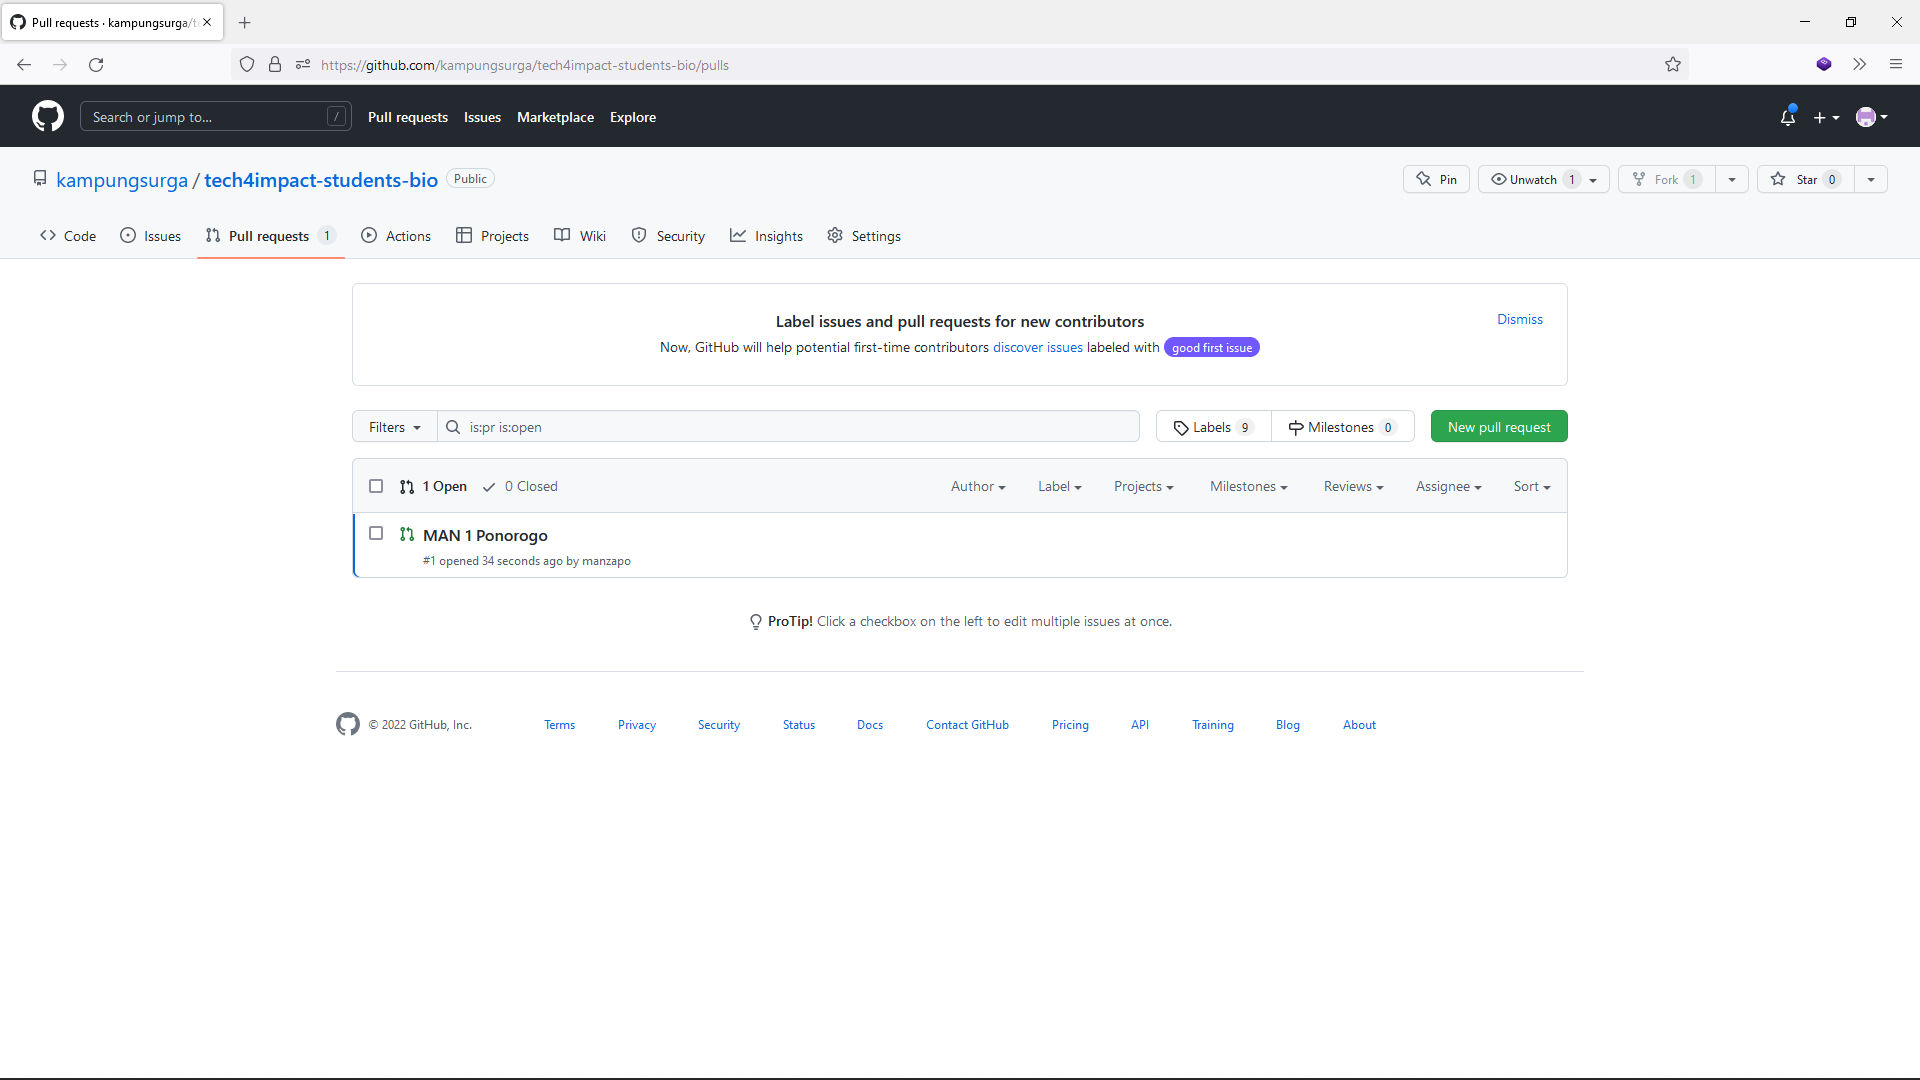 Pull requests · kampungsurga/t
https://github.com/kampungsurga/tech4impact-students-bio/pulls
Search or jump to... / Pull requests Issues Marketplace Explore
kampungsurga / tech4impact-students-bio Public
Pin Unwatch 1 Fork 1 Star 0
Code Issues Pull requests 1 Actions Projects Wiki Security Insights Settings
Label issues and pull requests for new contributors
Dismiss
Now, GitHub will help potential first-time contributors discover issues labeled with good first issue
Filters is:pr is:open Labels 9 Milestones 0 New pull request
1 Open 0 Closed Author Label Projects Milestones Reviews Assignee Sort
MAN 1 Ponorogo
#1 opened 34 seconds ago by manzapo
ProTip! Click a checkbox on the left to edit multiple issues at once.
© 2022 GitHub, Inc. Terms Privacy Security Status Docs Contact GitHub Pricing API Training Blog About